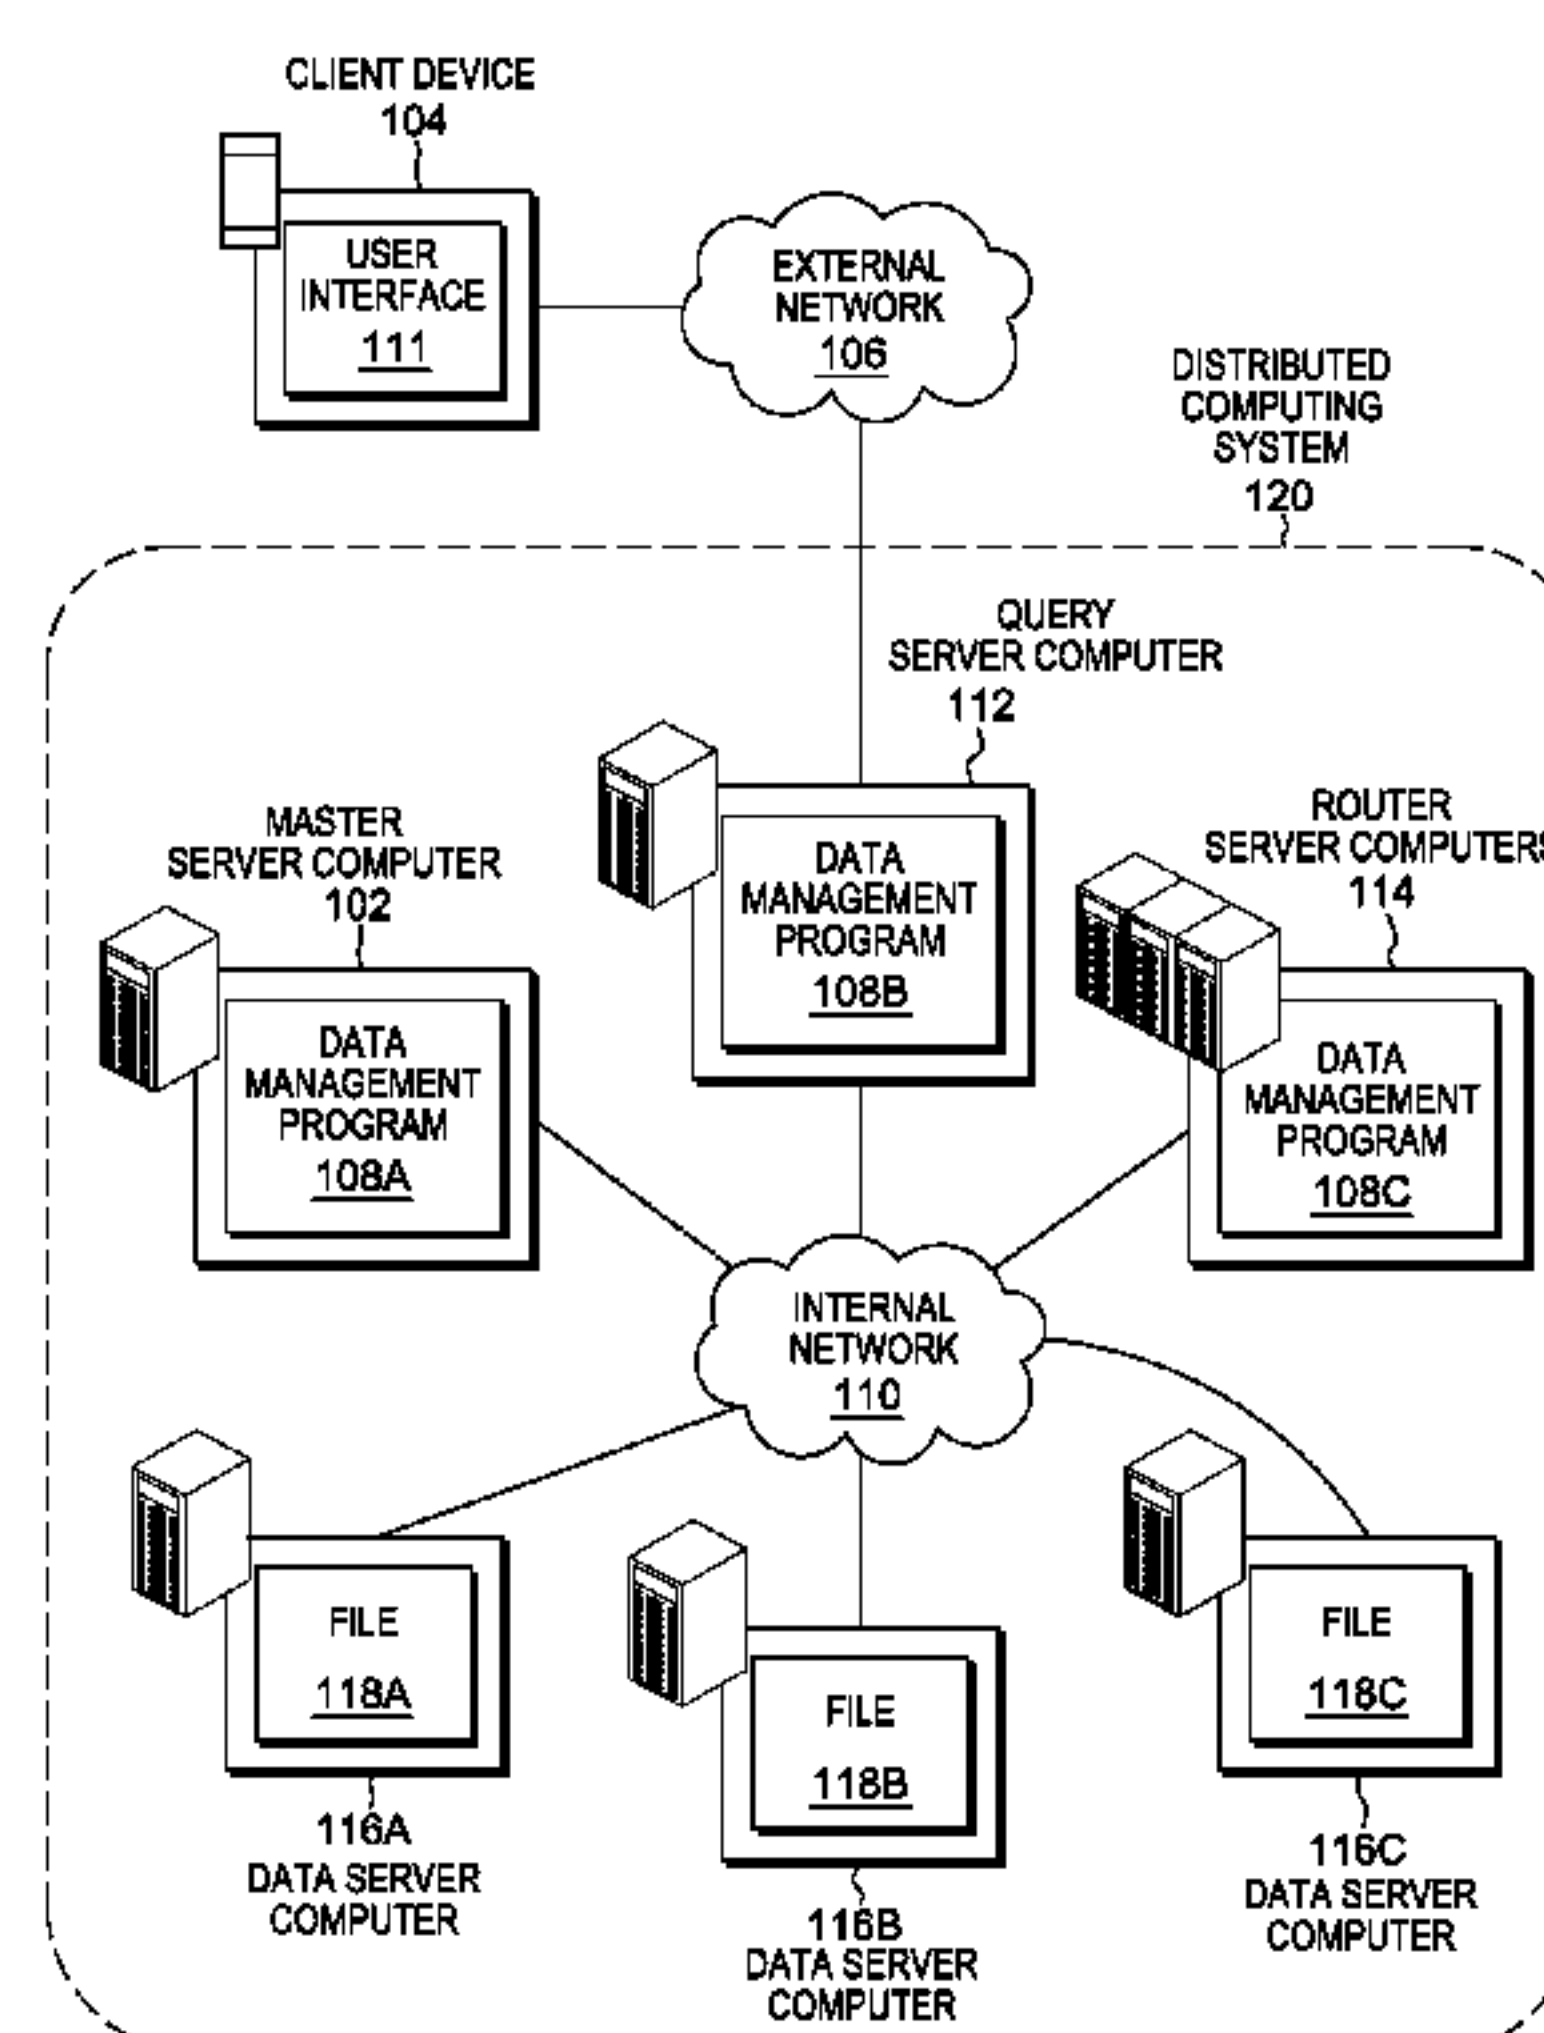 CLIENT DEVICE
104
USER
INTERFACE
111
EXTERNAL
NETWORK
106
DISTRIBUTED
COMPUTING
SYSTEM
120
QUERY
SERVER COMPUTER
112
DATA
MANAGEMENT
PROGRAM
108B
MASTER
SERVER COMPUTER
102
DATA
MANAGEMENT
PROGRAM
108A
ROUTER
SERVER COMPUTERS
114
DATA
MANAGEMENT
PROGRAM
108C
INTERNAL
NETWORK
110
FILE
118A
116A
DATA SERVER
COMPUTER
FILE
118B
116B
DATA SERVER
COMPUTER
FILE
118C
116C
DATA SERVER
COMPUTER